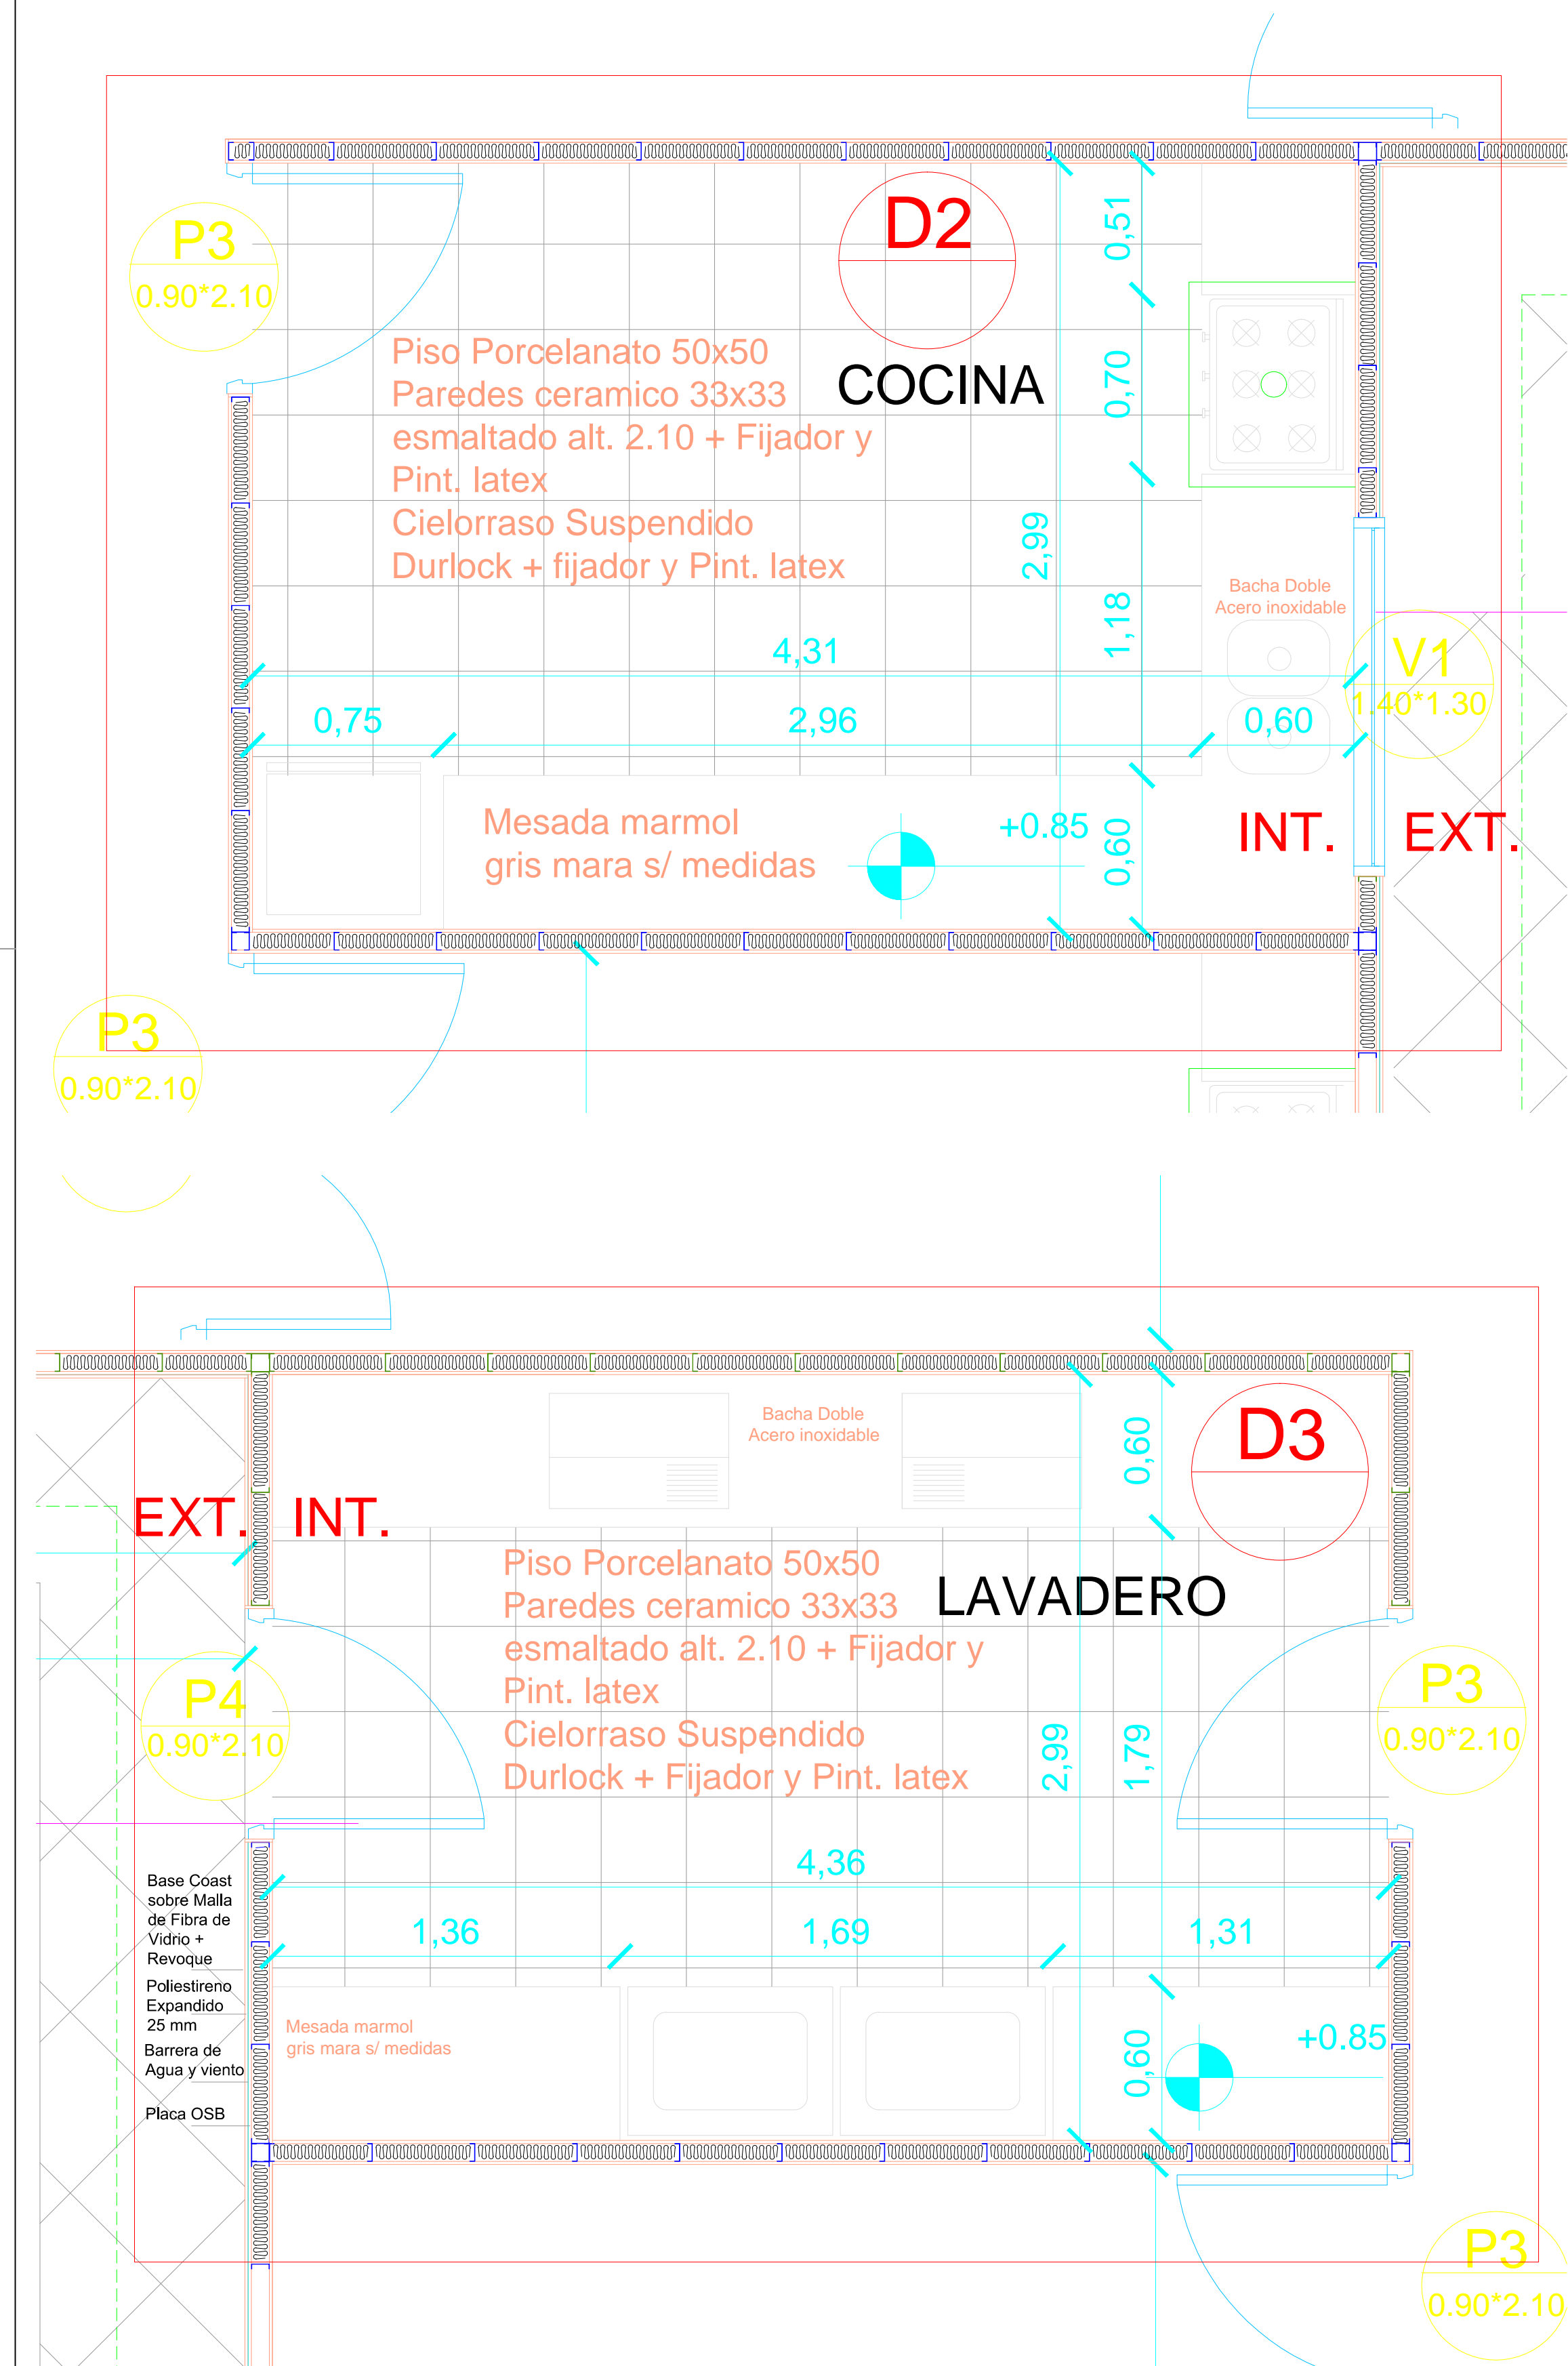 P3
0.90*2.10
D2
0,51
Piso Porcelanato 50x50
Paredes ceramico 33x33
esmaltado alt. 2.10 + Fijador y
Pint. latex
Cielorraso Suspendido
Durlock + fijador y Pint. latex
COCINA
0,70
2,99
1,18
Bacha Doble
Acero inoxidable
4,31
V1
1.40*1.30
0,75
2,96
0,60
Mesada marmol
gris mara s/ medidas
+0.85
0,60
INT.
EXT.
P3
0.90*2.10
Bacha Doble
Acero inoxidable
0,60
D3
EXT.
INT.
Piso Porcelanato 50x50
Paredes ceramico 33x33
esmaltado alt. 2.10 + Fijador y
Pint. latex
Cielorraso Suspendido
Durlock + Fijador y Pint. latex
LAVADERO
P4
0.90*2.10
P3
0.90*2.10
2,99
1,79
4,36
1,36
1,69
1,31
Base Coast
sobre Malla
de Fibra de
Vidrio +
Revoque
Poliestireno
Expandido
25 mm
Barrera de
Agua y viento
Placa OSB
Mesada marmol
gris mara s/ medidas
0,60
+0.85
P3
0.90*2.10